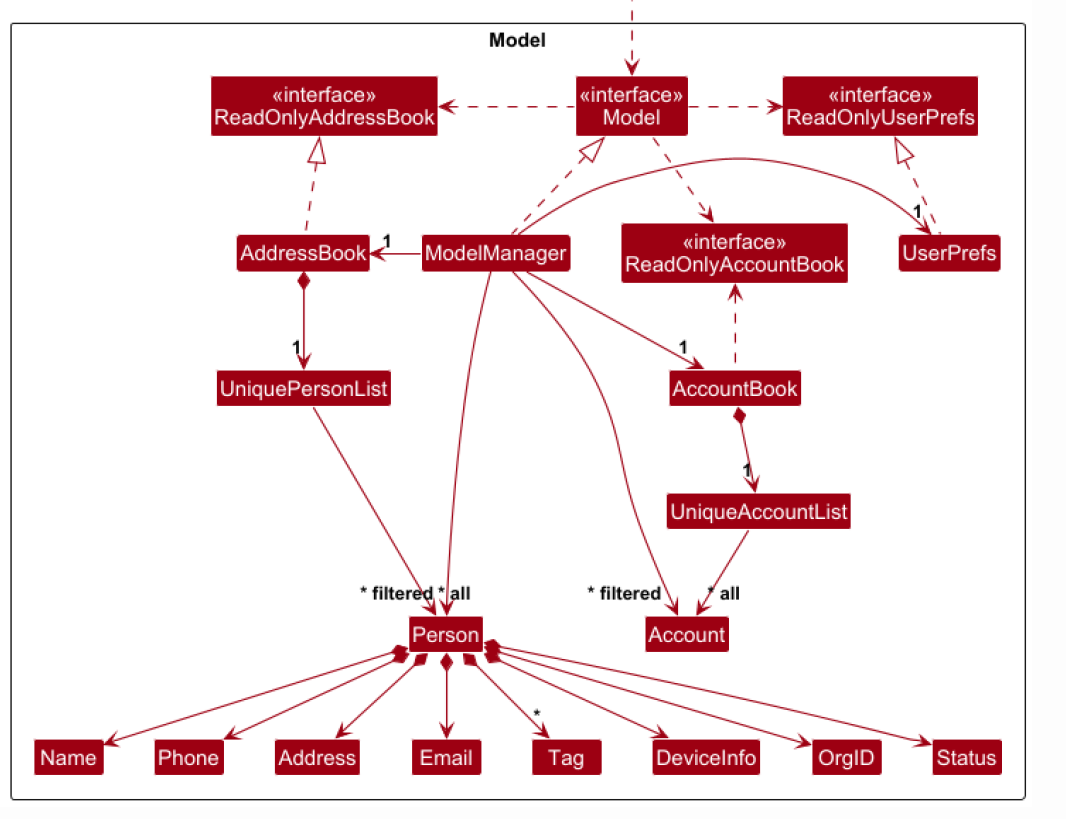 Model
«interface»
ReadOnlyAddressBook
«interface»
Model
«interface»
ReadOnlyUserPrefs
«interface»
ReadOnlyAccountBook
1
AddressBook
1
ModelManager
UserPrefs
1
1
UniquePersonList
AccountBook
1
UniqueAccountList
* filtered
* all
* filtered
* all
Person
Account
*
Name
Phone
Address
Email
Tag
DeviceInfo
OrgID
Status